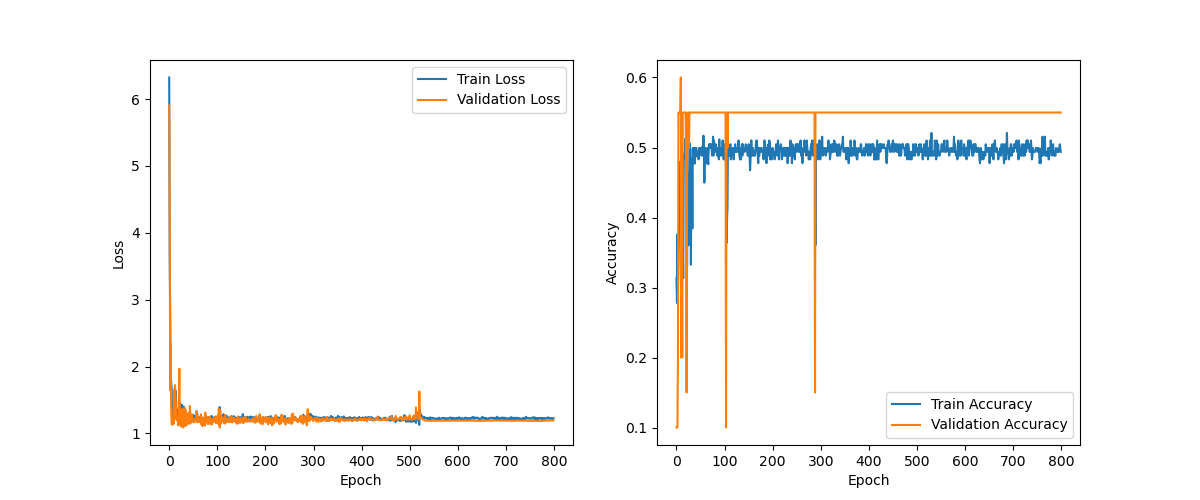 Train Loss
Validation Loss
6
5
4
3
2
1
0 100 200 300 400 500 600 700 800
Epoch
Loss
0.6
0.5
0.4
0.3
0.2
0.1
Train Accuracy
Validation Accuracy
0 100 200 300 400 500 600 700 800
Epoch
Accuracy